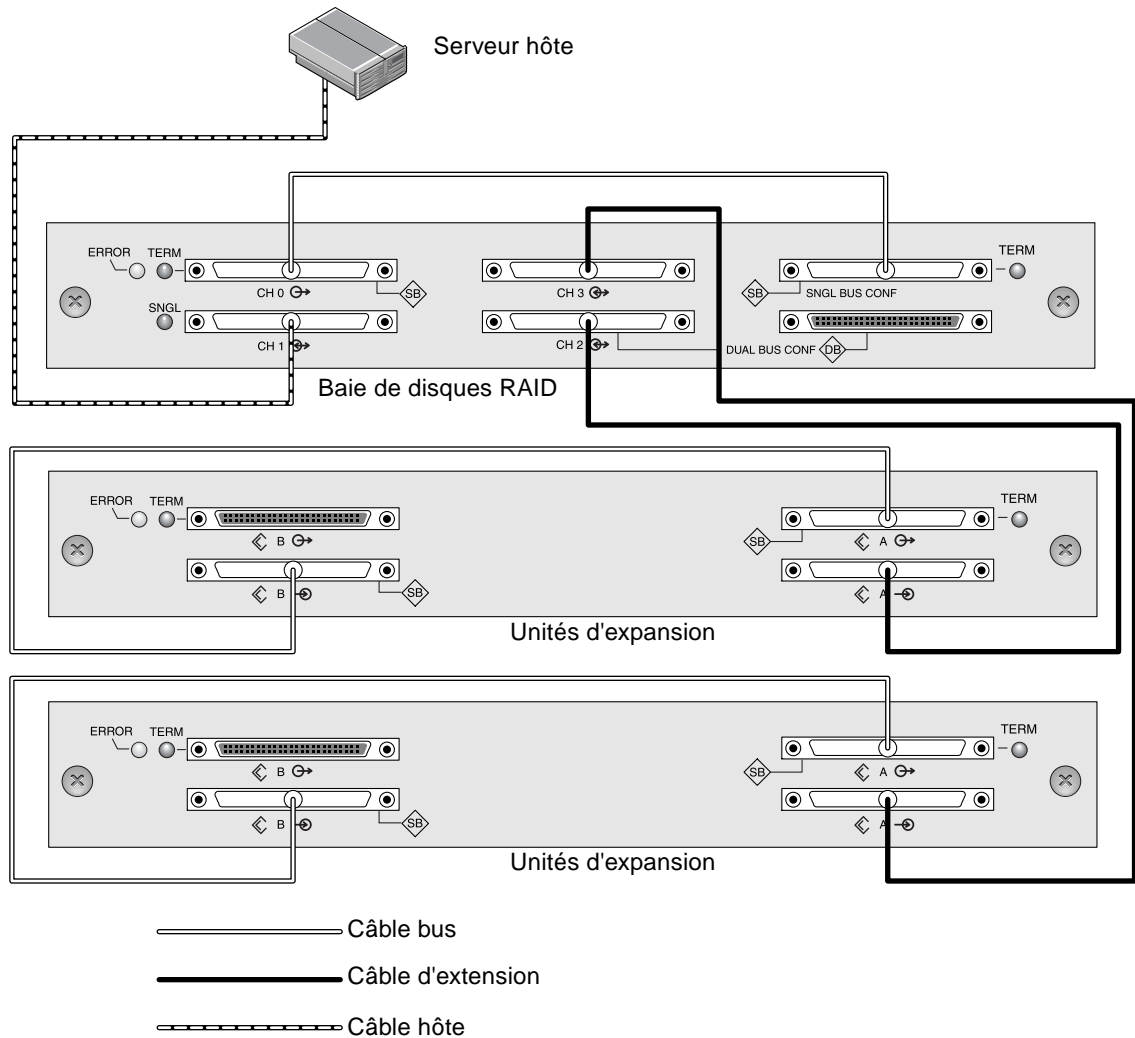 Serveur hôte
ERROR TERM
TERM
CH 0 SB
CH 3
SB SNGL BUS CONF
SNGL
CH 1
CH 2
DUAL BUS CONF DB
Baie de disques RAID
ERROR TERM
TERM
B
SB A
B SB
A
Unités d'expansion
ERROR TERM
TERM
B
SB A
B SB
A
Unités d'expansion
Câble bus
Câble d'extension
Câble hôte